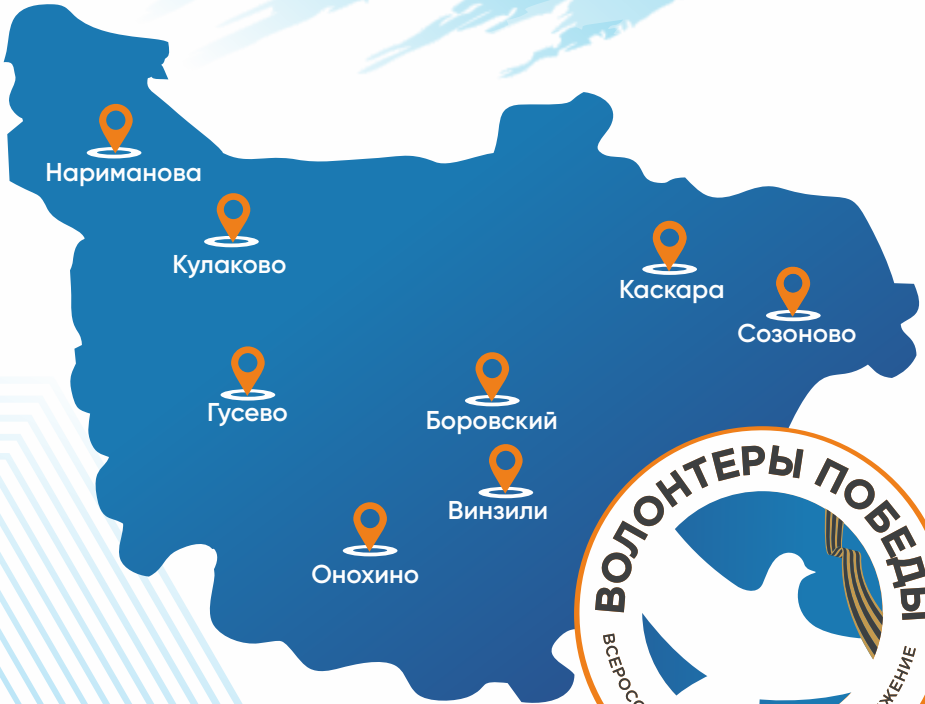 Нариманова
Кулаково
Каскара
Созоново
Гусево
Боровский
Винзили
Онохино
ВОЛОНТЕРЫ ПОБЕДЫ